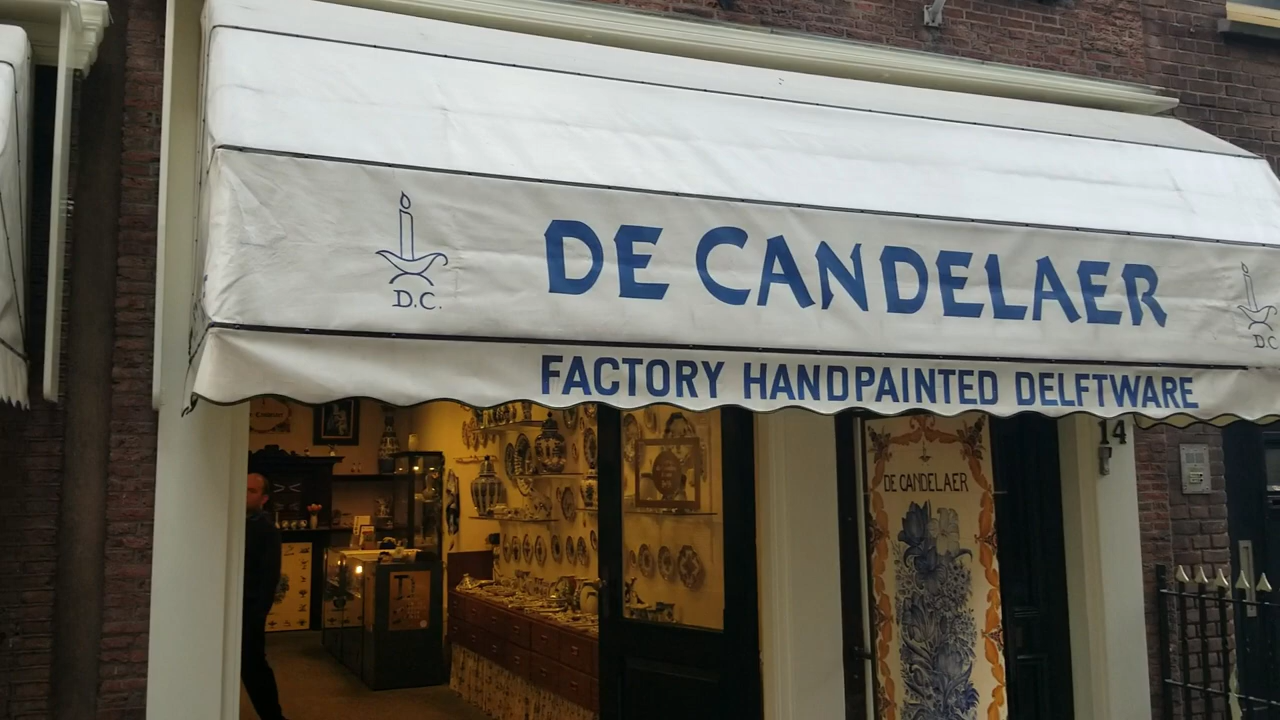 DE CANDELAER
D.C.
D.C
FACTORY HANDPAINTED DELFTWARE
14
DE CANDELAER